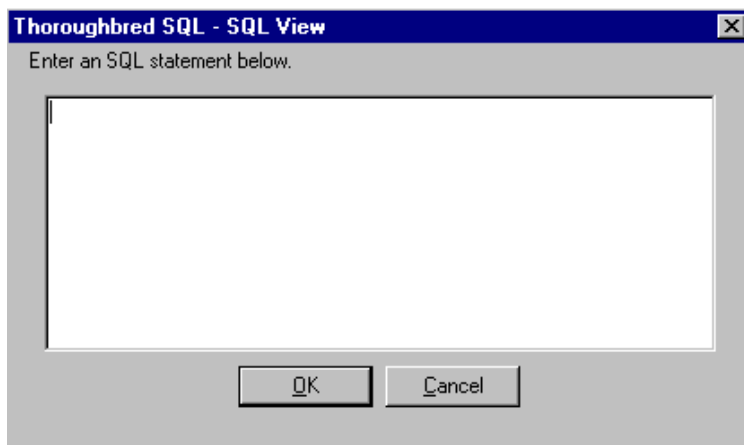 Thoroughbred SQL - SQL View
Enter an SQL statement below.
OK
Cancel